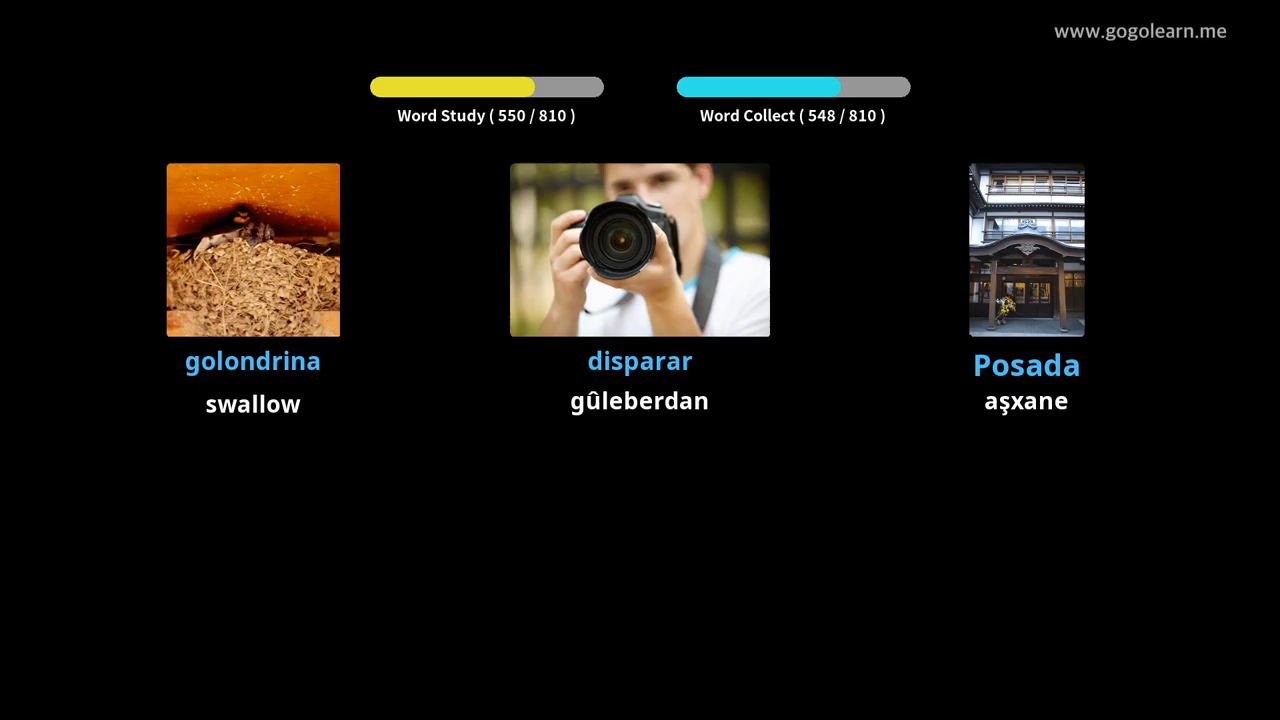 www.gogolearn.me
Word Study ( 550 / 810 )
Word Collect ( 548 / 810 )
golondrina
swallow
disparar
gûleberdan
Posada
aşxane